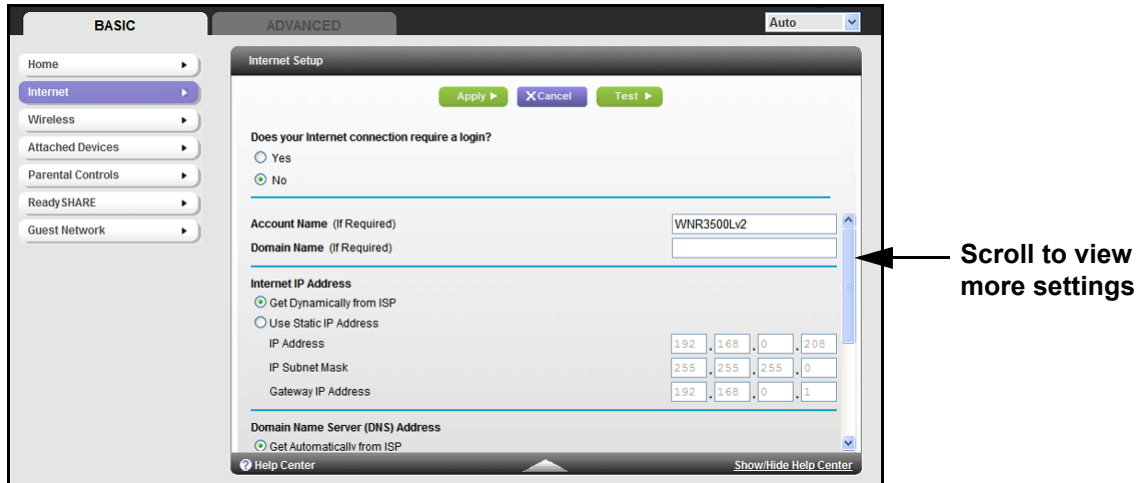 BASIC
ADVANCED
Auto
Home
Internet
Wireless
Attached Devices
Parental Controls
ReadySHARE
Guest Network
Internet Setup
Apply
X Cancel
Test
Does your Internet connection require a login?
Yes
No
Account Name (If Required)
WNR3500Lv2
Domain Name (If Required)
Internet IP Address
Get Dynamically from ISP
Use Static IP Address
IP Address 192 . 168 . 0 . 208
IP Subnet Mask 255 . 255 . 255 . 0
Gateway IP Address 192 . 168 . 0 . 1
Domain Name Server (DNS) Address
Get Automatically from ISP
? Help Center
Show/Hide Help Center
Scroll to view
more settings